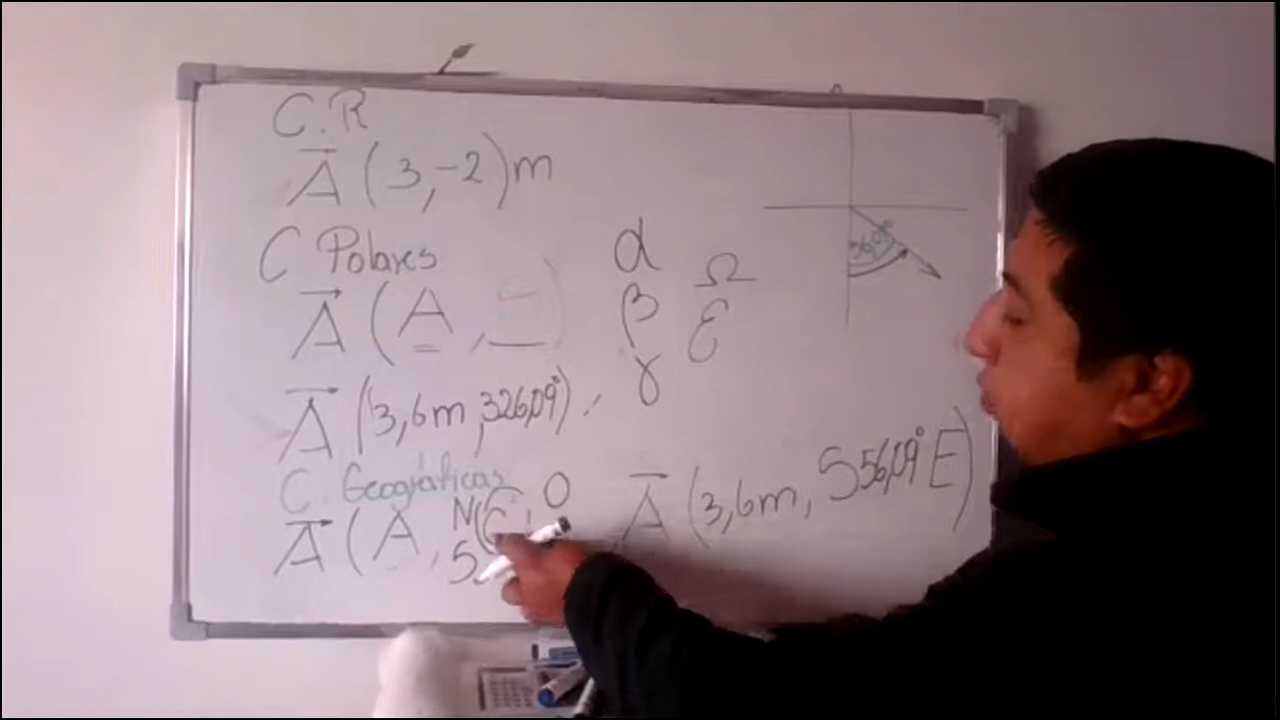 C.R
A (3,-2) m
C Polares
A (A,
A (3,6m, 326,09°),
α
β
γ
Ω
ε
C. Geográficas
A (A, N S O
A (3,6m, S 56,09° E)
56,09°